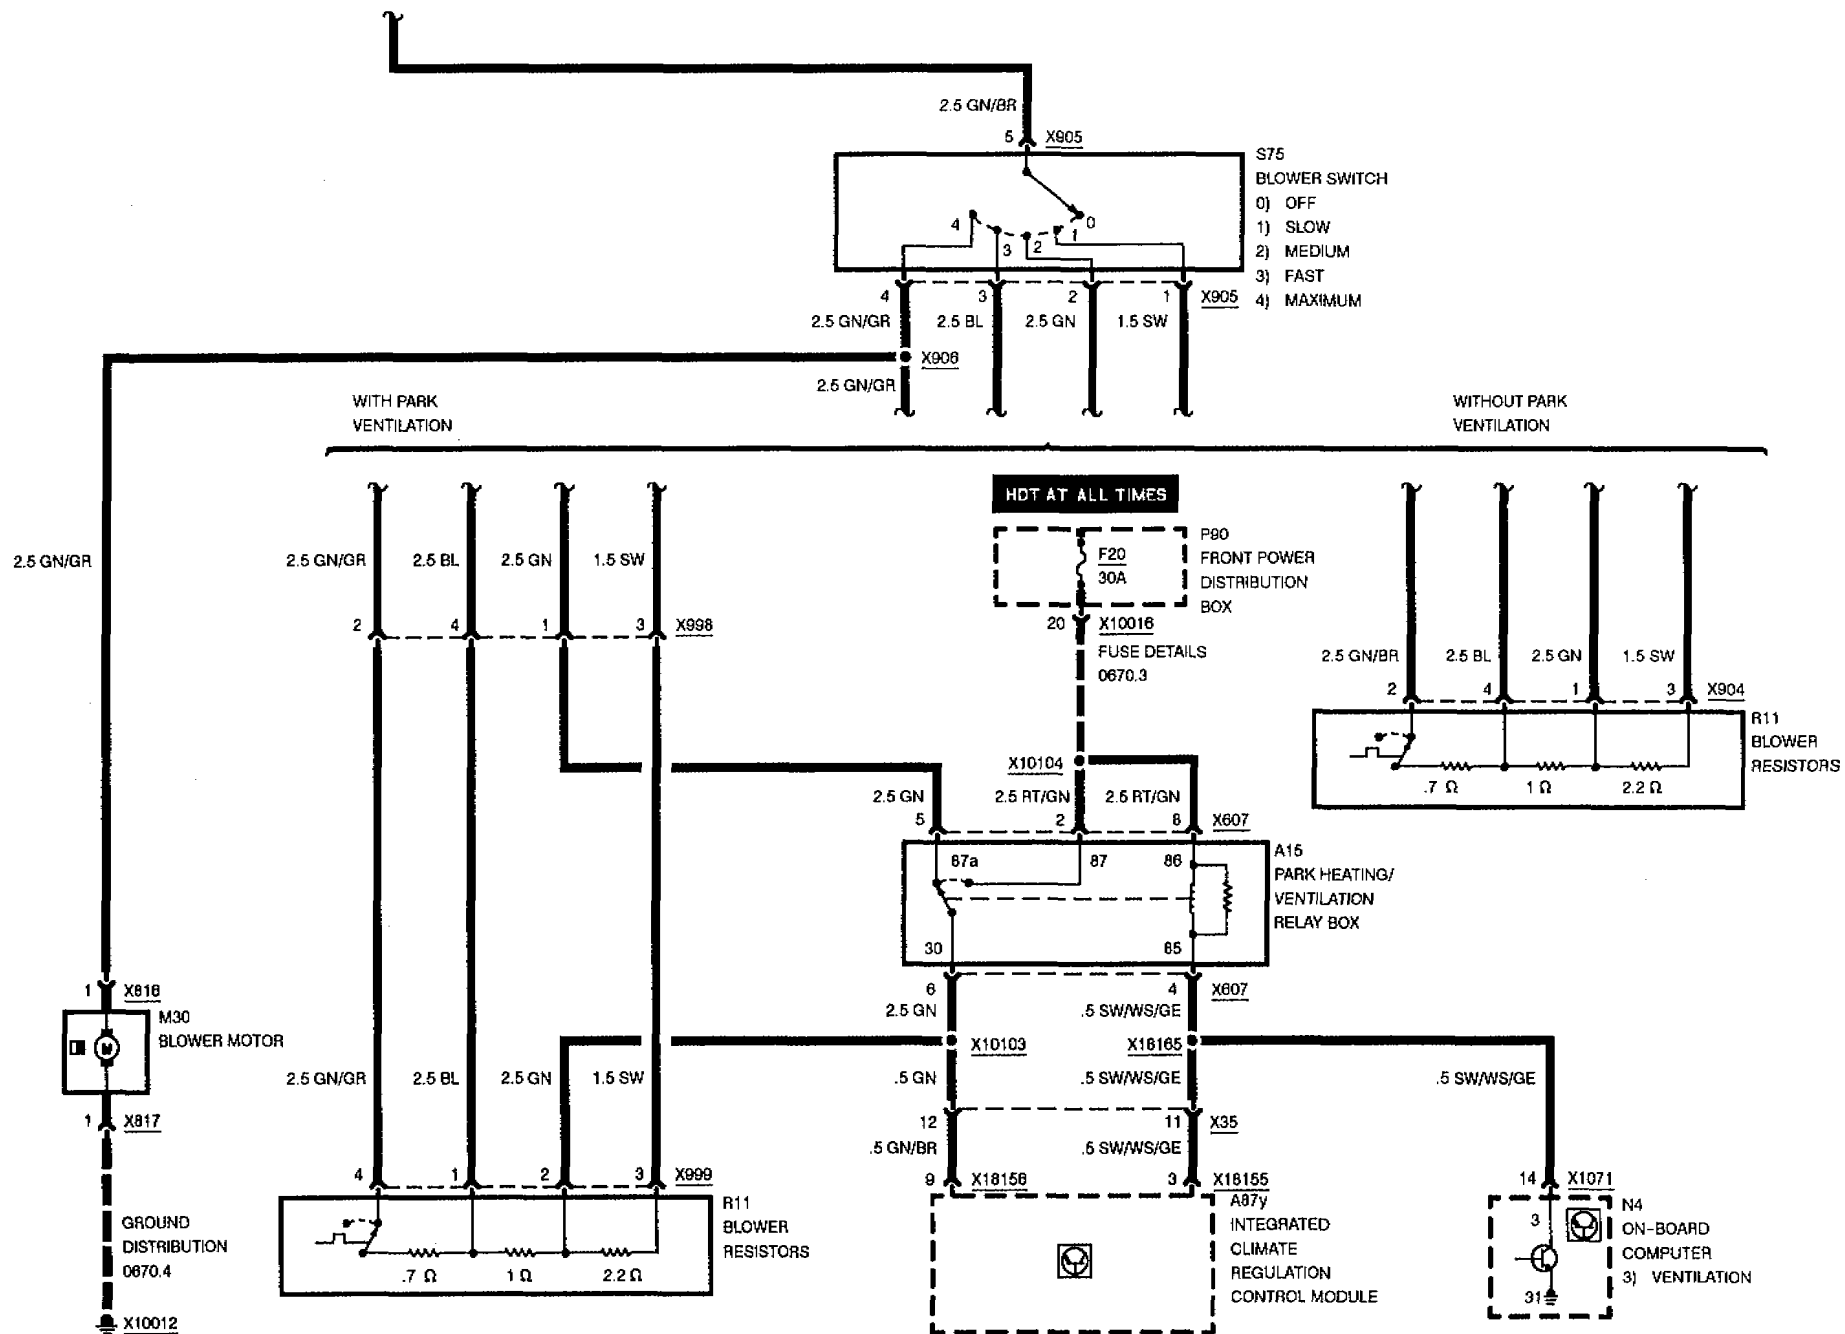 2.5 GN/BR
5 X905
S75
BLOWER SWITCH
0) OFF
1) SLOW
2) MEDIUM
3) FAST
4) MAXIMUM
4 3 2 1 0
4 3 2 1 X905
2.5 GN/GR 2.5 BL 2.5 GN 1.5 SW
X906
2.5 GN/GR
WITH PARK
VENTILATION
WITHOUT PARK
VENTILATION
HOT AT ALL TIMES
P90
FRONT POWER
DISTRIBUTION
BOX
F20
30A
20 X10016
FUSE DETAILS
0670.3
2.5 GN/GR
2.5 GN/GR 2.5 BL 2.5 GN 1.5 SW
2 4 1 3 X998
2.5 GN/BR 2.5 BL 2.5 GN 1.5 SW
2 4 1 3 X904
R11
BLOWER
RESISTORS
.7 Ω 1 Ω 2.2 Ω
X10104
2.5 GN 2.5 RT/GN 2.5 RT/GN
5 2 8 X607
87a 87 86
A15
PARK HEATING/
VENTILATION
RELAY BOX
30 85
6 4 X607
2.5 GN .5 SW/WS/GE
X10103 X18165
.5 GN .5 SW/WS/GE .5 SW/WS/GE
12 11 X35
.5 GN/BR .5 SW/WS/GE
9 X18156 3 X18155
A87y
INTEGRATED
CLIMATE
REGULATION
CONTROL MODULE
14 X1071
N4
ON-BOARD
COMPUTER
3) VENTILATION
3
31
1 X816
M30
BLOWER MOTOR
M
1 X817
GROUND
DISTRIBUTION
0670.4
X10012
2.5 GN/GR 2.5 BL 2.5 GN 1.5 SW
4 1 2 3 X999
R11
BLOWER
RESISTORS
.7 Ω 1 Ω 2.2 Ω